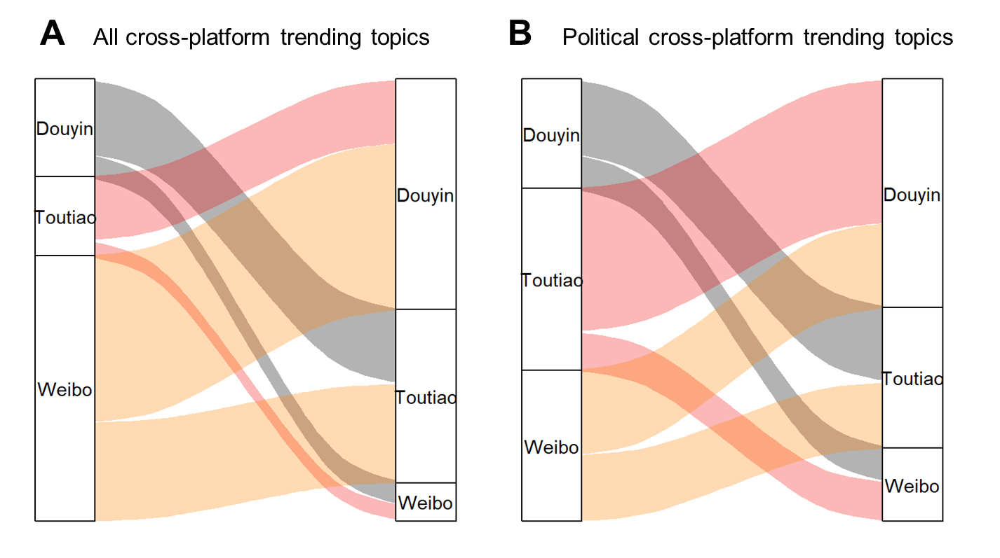 A All cross-platform trending topics
Douyin
Toutiao
Weibo
Douyin
Toutiao
Weibo
B Political cross-platform trending topics
Douyin
Toutiao
Weibo
Douyin
Toutiao
Weibo